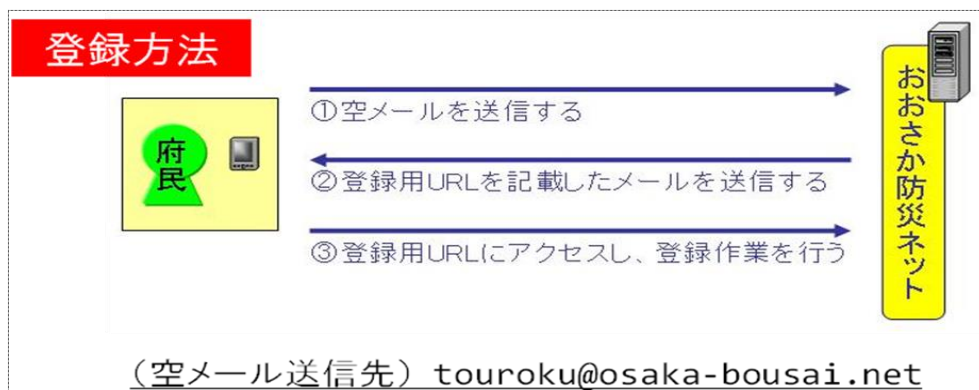 登録方法
府民
①空メールを送信する
②登録用URLを記載したメールを送信する
③登録用URLにアクセスし、登録作業を行う
おおさか防災ネット
(空メール送信先) touroku@osaka-bousai.net